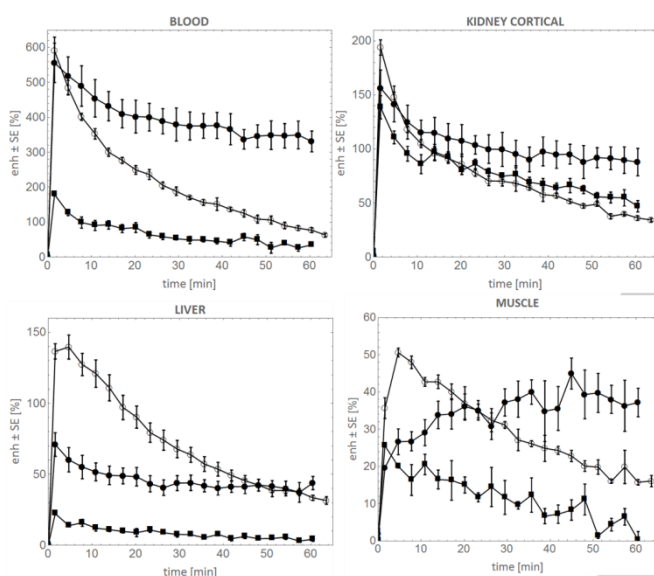 BLOOD
enh ± SE [%]
600
500
400
300
200
100
0
0 10 20 30 40 50 60
time [min]
KIDNEY CORTICAL
enh ± SE [%]
200
150
100
50
0
0 10 20 30 40 50 60
time [min]
LIVER
enh ± SE [%]
150
100
50
0
0 10 20 30 40 50 60
time [min]
MUSCLE
enh ± SE [%]
60
50
40
30
20
10
0
0 10 20 30 40 50 60
time [min]